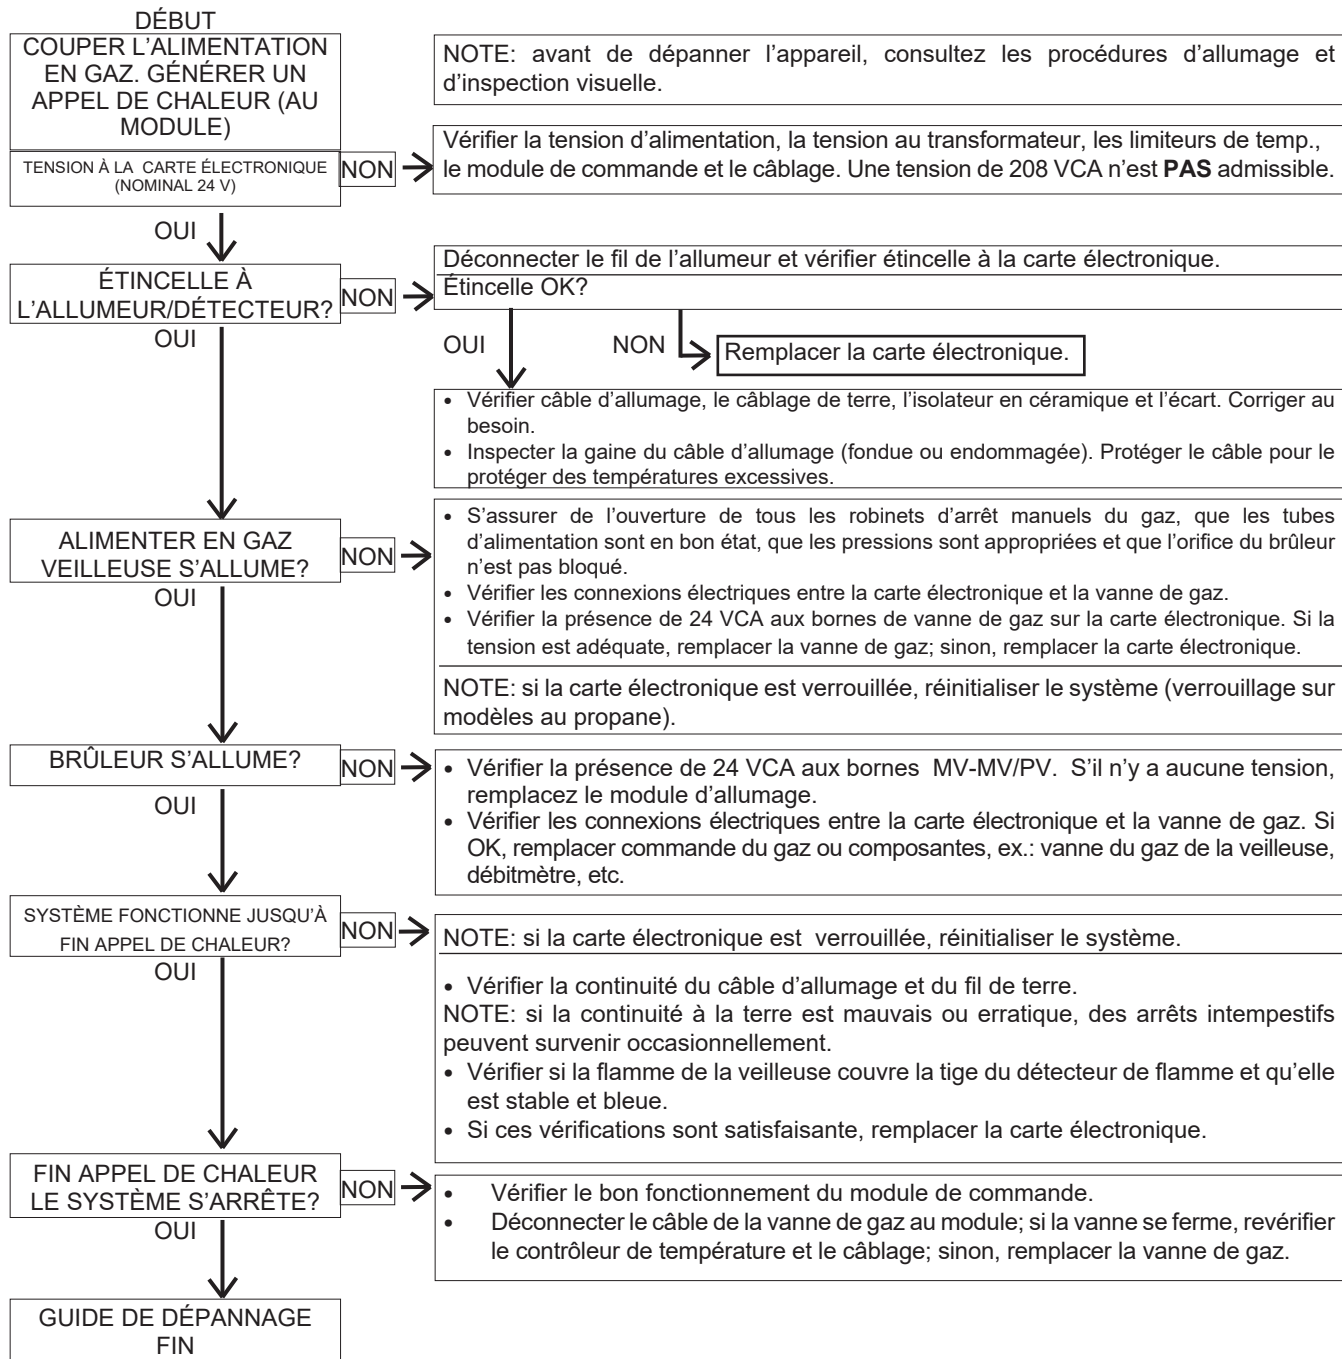 DÉBUT
COUPER L'ALIMENTATION
EN GAZ. GÉNÉRER UN
APPEL DE CHALEUR (AU
MODULE)
NOTE: avant de dépanner l'appareil, consultez les procédures d'allumage et
d'inspection visuelle.
TENSION À LA CARTE ÉLECTRONIQUE
(NOMINAL 24 V)
NON
Vérifier la tension d'alimentation, la tension au transformateur, les limiteurs de temp.,
le module de commande et le câblage. Une tension de 208 VCA n'est PAS admissible.
OUI
ÉTINCELLE À
L'ALLUMEUR/DÉTECTEUR?
NON
Déconnecter le fil de l'allumeur et vérifier étincelle à la carte électronique.
Étincelle OK?
OUI
OUI
NON
Remplacer la carte électronique.
• Vérifier câble d'allumage, le câblage de terre, l'isolateur en céramique et l'écart. Corriger au
besoin.
• Inspecter la gaine du câble d'allumage (fondue ou endommagée). Protéger le câble pour le
protéger des températures excessives.
ALIMENTER EN GAZ
VEILLEUSE S'ALLUME?
NON
• S'assurer de l'ouverture de tous les robinets d'arrêt manuels du gaz, que les tubes
d'alimentation sont en bon état, que les pressions sont appropriées et que l'orifice du brûleur
n'est pas bloqué.
• Vérifier les connexions électriques entre la carte électronique et la vanne de gaz.
• Vérifier la présence de 24 VCA aux bornes de vanne de gaz sur la carte électronique. Si la
tension est adéquate, remplacer la vanne de gaz; sinon, remplacer la carte électronique.
NOTE: si la carte électronique est verrouillée, réinitialiser le système (verrouillage sur
modèles au propane).
OUI
BRÛLEUR S'ALLUME?
NON
• Vérifier la présence de 24 VCA aux bornes MV-MV/PV. S'il n'y a aucune tension,
remplacez le module d'allumage.
• Vérifier les connexions électriques entre la carte électronique et la vanne de gaz. Si
OK, remplacer commande du gaz ou composantes, ex.: vanne du gaz de la veilleuse,
débitmètre, etc.
OUI
SYSTÈME FONCTIONNE JUSQU'À
FIN APPEL DE CHALEUR?
NON
NOTE: si la carte électronique est verrouillée, réinitialiser le système.
• Vérifier la continuité du câble d'allumage et du fil de terre.
NOTE: si la continuité à la terre est mauvais ou erratique, des arrêts intempestifs
peuvent survenir occasionnellement.
• Vérifier si la flamme de la veilleuse couvre la tige du détecteur de flamme et qu'elle
est stable et bleue.
• Si ces vérifications sont satisfaisante, remplacer la carte électronique.
OUI
FIN APPEL DE CHALEUR
LE SYSTÈME S'ARRÊTE?
NON
• Vérifier le bon fonctionnement du module de commande.
• Déconnecter le câble de la vanne de gaz au module; si la vanne se ferme, revérifier
le contrôleur de température et le câblage; sinon, remplacer la vanne de gaz.
OUI
GUIDE DE DÉPANNAGE
FIN